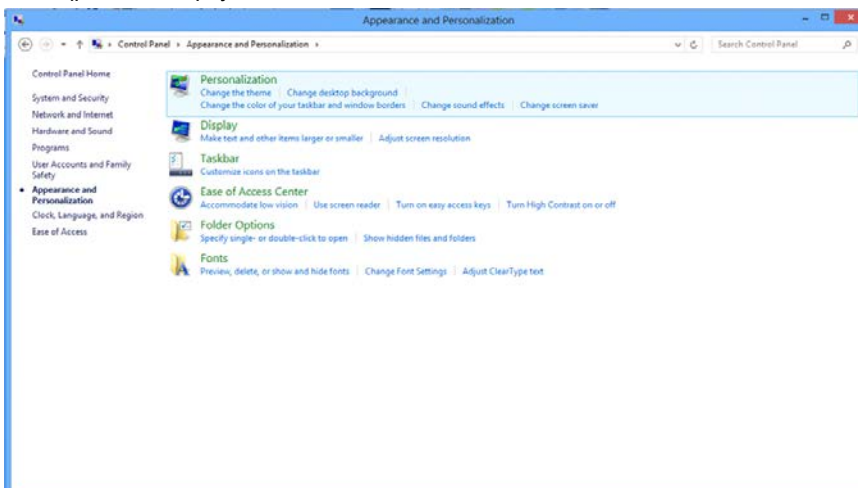 Appearance and Personalization
Control Panel ▸ Appearance and Personalization ▸
Search Control Panel
Control Panel Home
System and Security
Network and Internet
Hardware and Sound
Programs
User Accounts and Family
Safety
Appearance and
Personalization
Clock, Language, and Region
Ease of Access
Personalization
Change the theme | Change desktop background |
Change the color of your taskbar and window borders | Change sound effects | Change screen saver
Display
Make text and other items larger or smaller | Adjust screen resolution
Taskbar
Customize icons on the taskbar
Ease of Access Center
Accommodate low vision | Use screen reader | Turn on easy access keys | Turn High Contrast on or off
Folder Options
Specify single- or double-click to open | Show hidden files and folders
Fonts
Preview, delete, or show and hide fonts | Change Font Settings | Adjust ClearType text